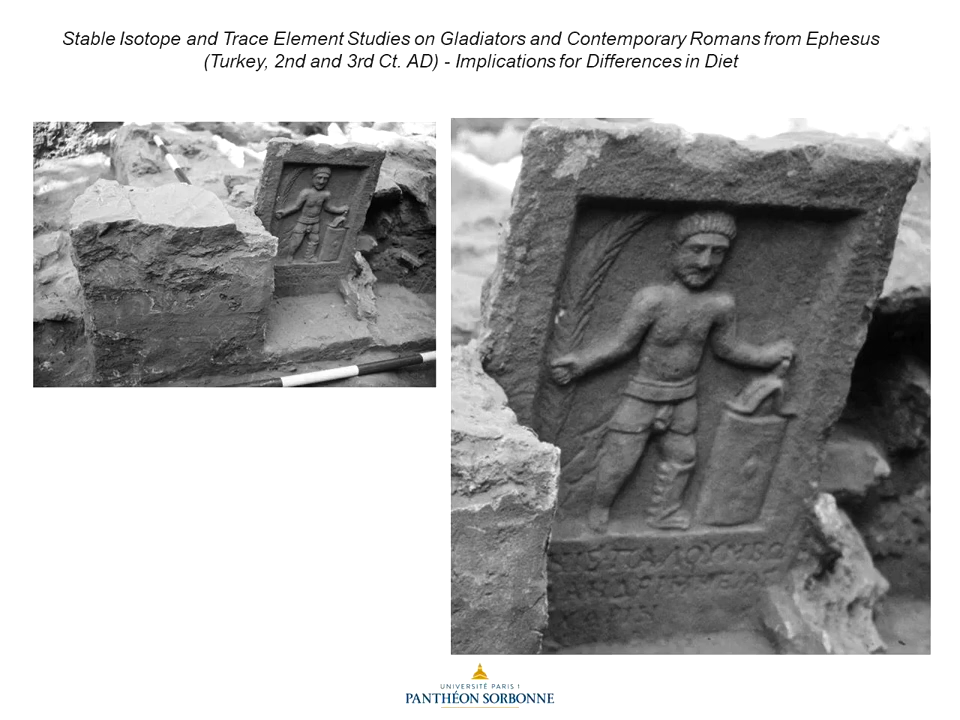 Stable Isotope and Trace Element Studies on Gladiators and Contemporary Romans from Ephesus
(Turkey, 2nd and 3rd Ct. AD) - Implications for Differences in Diet
UNIVERSITÉ PARIS 1
PANTHÉON SORBONNE